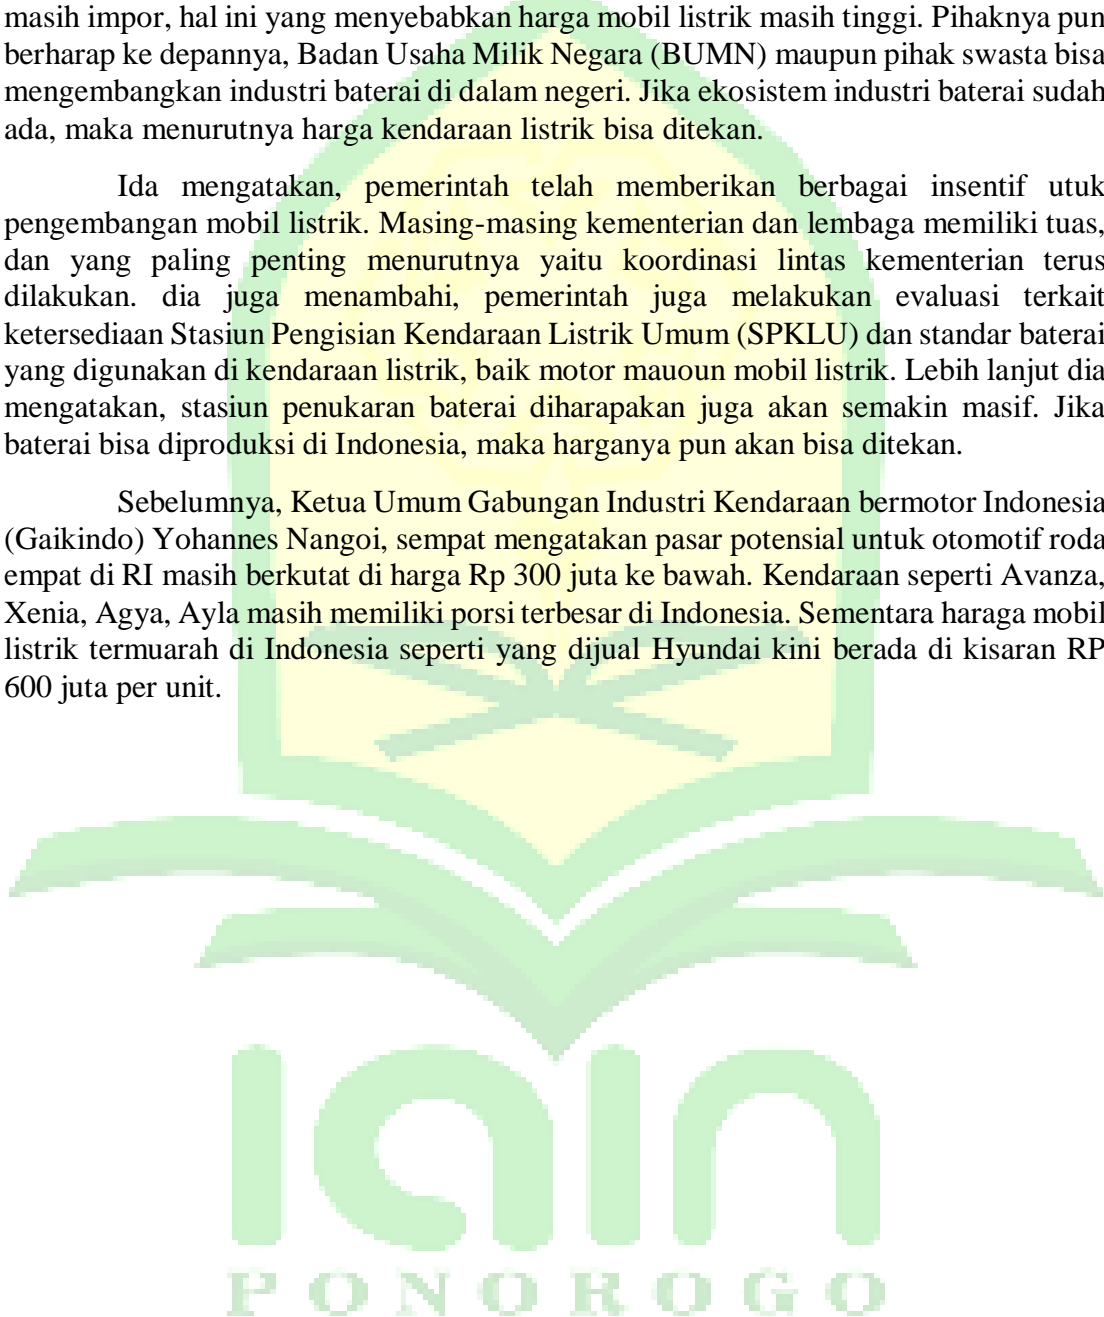 masih impor, hal ini yang menyebabkan harga mobil listrik masih tinggi. Pihaknya pun
berharap ke depannya, Badan Usaha Milik Negara (BUMN) maupun pihak swasta bisa
mengembangkan industri baterai di dalam negeri. Jika ekosistem industri baterai sudah
ada, maka menurutnya harga kendaraan listrik bisa ditekan.
Ida mengatakan, pemerintah telah memberikan berbagai insentif utuk
pengembangan mobil listrik. Masing-masing kementerian dan lembaga memiliki tuas,
dan yang paling penting menurutnya yaitu koordinasi lintas kementerian terus
dilakukan. dia juga menambahi, pemerintah juga melakukan evaluasi terkait
ketersediaan Stasiun Pengisian Kendaraan Listrik Umum (SPKLU) dan standar baterai
yang digunakan di kendaraan listrik, baik motor mauoun mobil listrik. Lebih lanjut dia
mengatakan, stasiun penukaran baterai diharapakan juga akan semakin masif. Jika
baterai bisa diproduksi di Indonesia, maka harganya pun akan bisa ditekan.
Sebelumnya, Ketua Umum Gabungan Industri Kendaraan bermotor Indonesia
(Gaikindo) Yohannes Nangoi, sempat mengatakan pasar potensial untuk otomotif roda
empat di RI masih berkutat di harga Rp 300 juta ke bawah. Kendaraan seperti Avanza,
Xenia, Agya, Ayla masih memiliki porsi terbesar di Indonesia. Sementara haraga mobil
listrik termuarah di Indonesia seperti yang dijual Hyundai kini berada di kisaran RP
600 juta per unit.
iain
PONOROGO